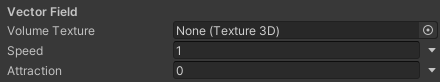 Vector Field
Volume Texture None (Texture 3D)
Speed 1
Attraction 0